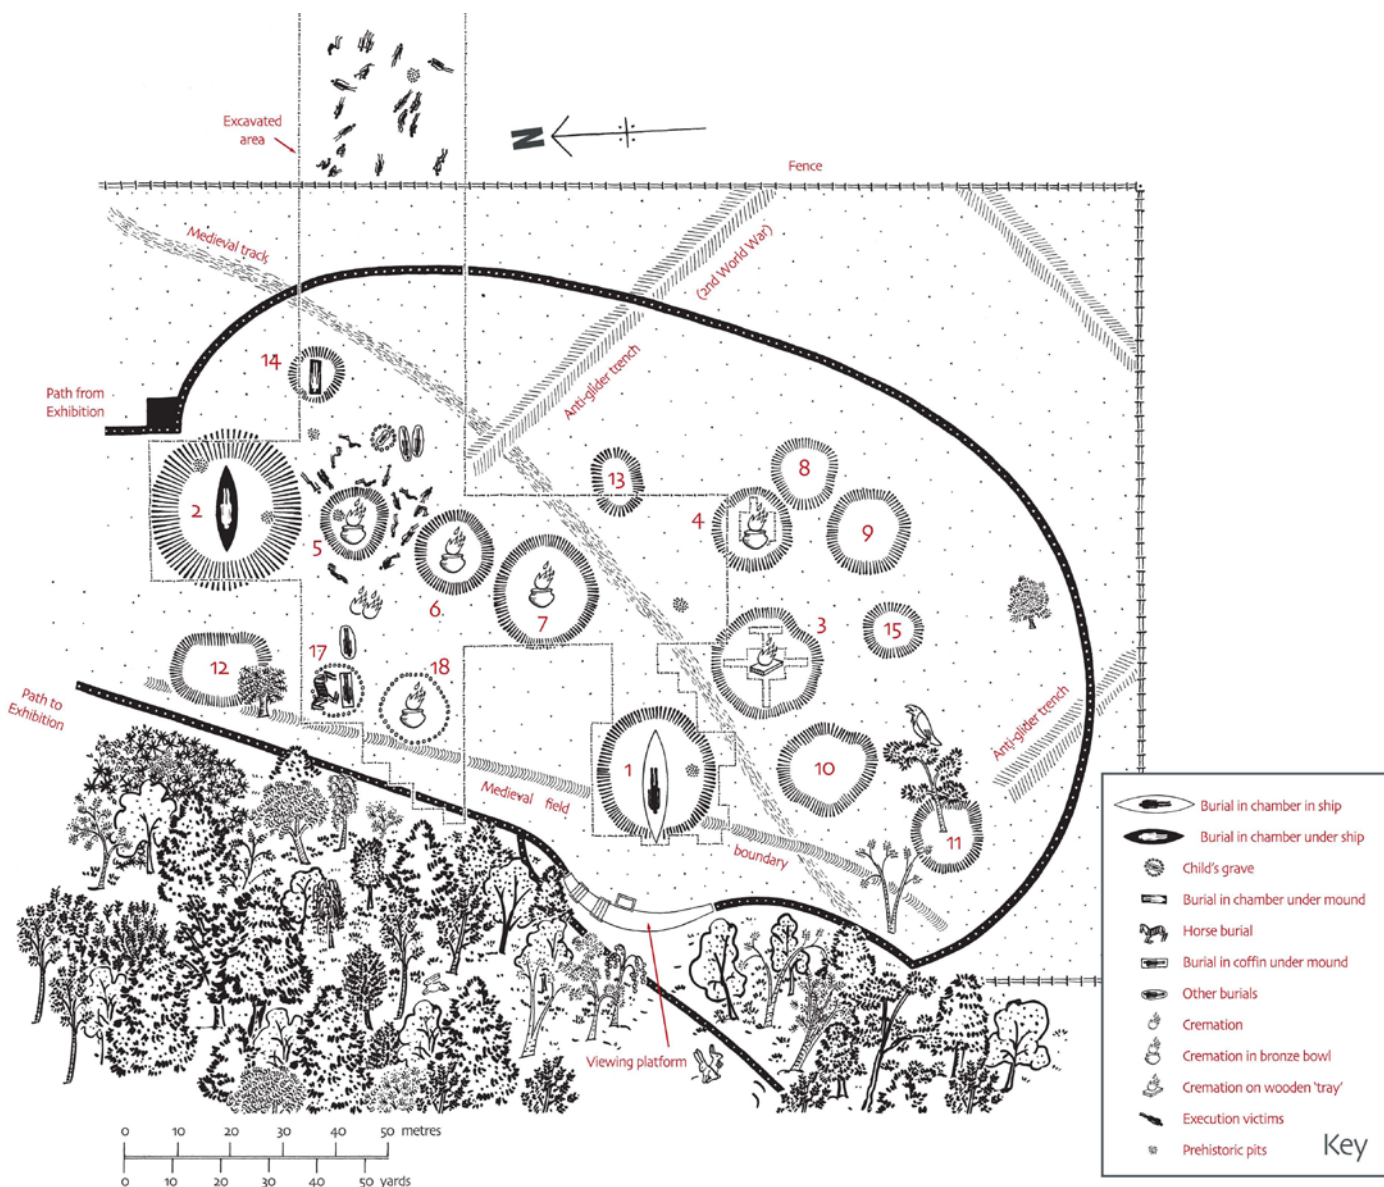 Excavated
area
N
Fence
Medieval track
(2nd World War)
Anti-glider trench
14
Path from
Exhibition
2
5
6
7
13
4
8
9
3
15
12
17
18
Path to
Exhibition
1
10
11
Anti-glider trench
Medieval field
boundary
Viewing platform
Burial in chamber in ship
Burial in chamber under ship
Child's grave
Burial in chamber under mound
Horse burial
Burial in coffin under mound
Other burials
Cremation
Cremation in bronze bowl
Cremation on wooden 'tray'
Execution victims
Prehistoric pits
Key
0 10 20 30 40 50 metres
0 10 20 30 40 50 yards